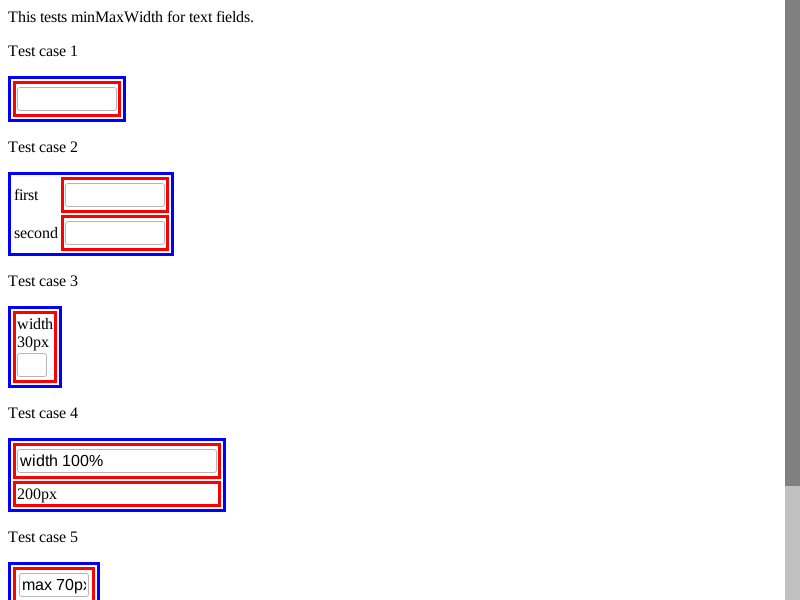 This tests minMaxWidth for text fields.
Test case 1
Test case 2
first
second
Test case 3
width
30px
Test case 4
width 100%
200px
Test case 5
max 70p